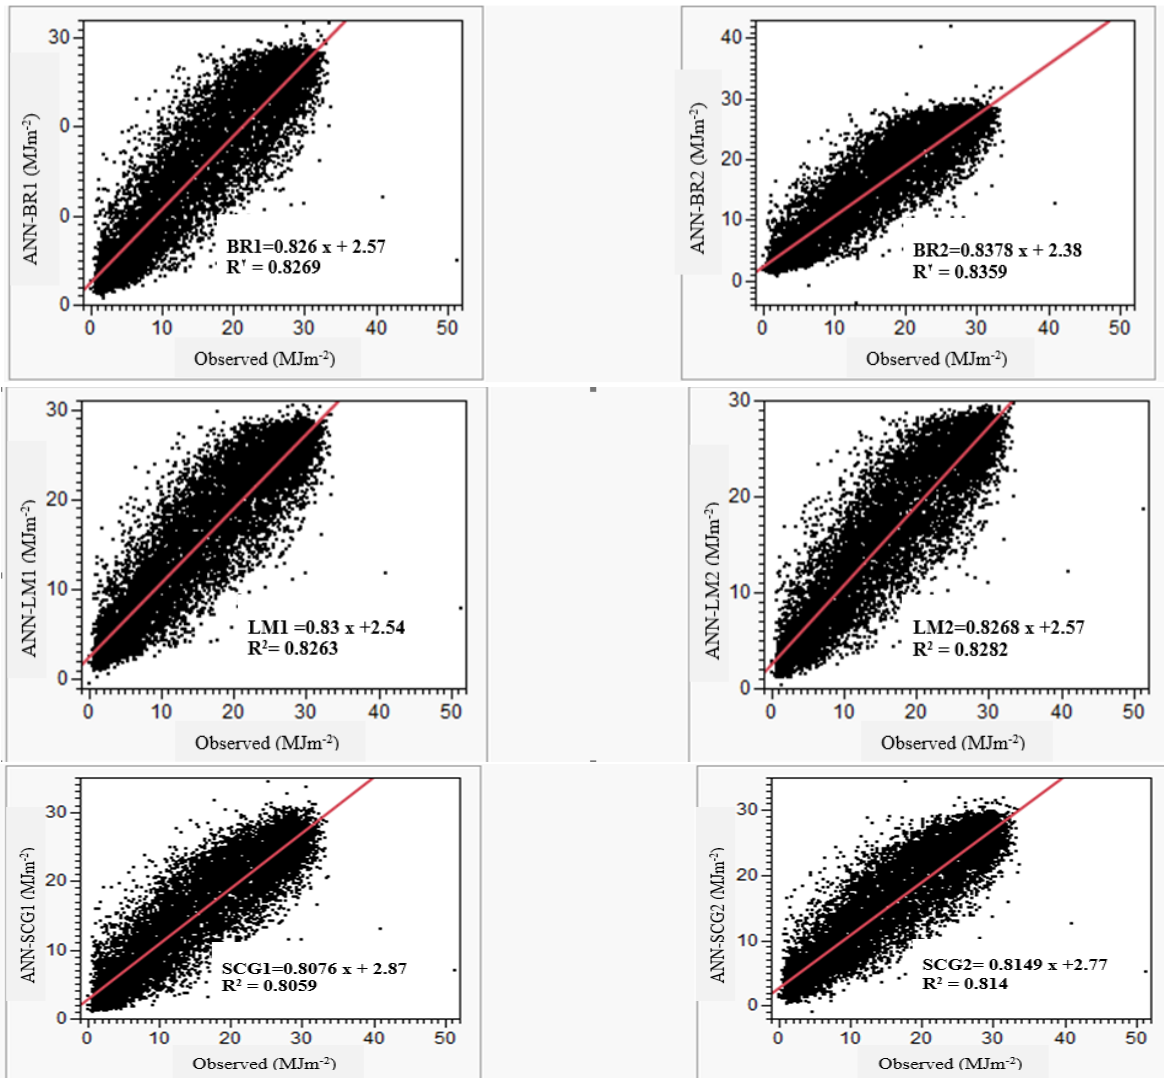 30
0
0
0
ANN-BR1 (MJm⁻²)
BR1=0.826 x + 2.57
R٢ = 0.8269
0 10 20 30 40 50
Observed (MJm⁻²)
40
30
20
10
0
ANN-BR2 (MJm⁻²)
BR2=0.8378 x + 2.38
R٢ = 0.8359
0 10 20 30 40 50
Observed (MJm⁻²)
30
20
10
0
ANN-LM1 (MJm⁻²)
LM1 =0.83 x +2.54
R²= 0.8263
0 10 20 30 40 50
Observed (MJm⁻²)
30
20
10
0
ANN-LM2 (MJm⁻²)
LM2=0.8268 x +2.57
R² = 0.8282
0 10 20 30 40 50
Observed (MJm⁻²)
30
20
10
0
ANN-SCG1 (MJm⁻²)
SCG1=0.8076 x + 2.87
R² = 0.8059
0 10 20 30 40 50
Observed (MJm⁻²)
30
20
10
0
ANN-SCG2 (MJm⁻²)
SCG2= 0.8149 x +2.77
R² = 0.814
0 10 20 30 40 50
Observed (MJm⁻²)